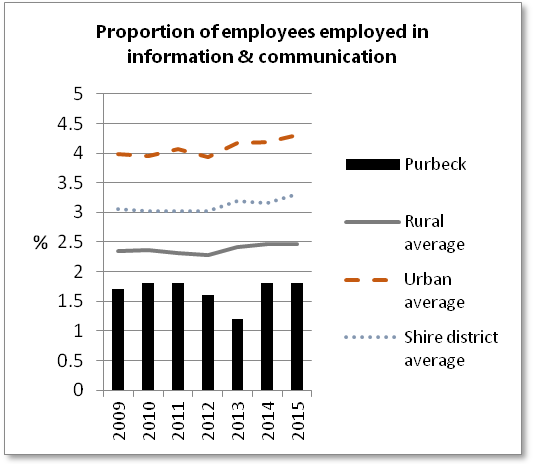 Proportion of employees employed in
information & communication
5
4.5
4
3.5
3
2.5
2
1.5
1
0.5
0
%
2009
2010
2011
2012
2013
2014
2015
Purbeck
Rural
average
Urban
average
Shire district
average